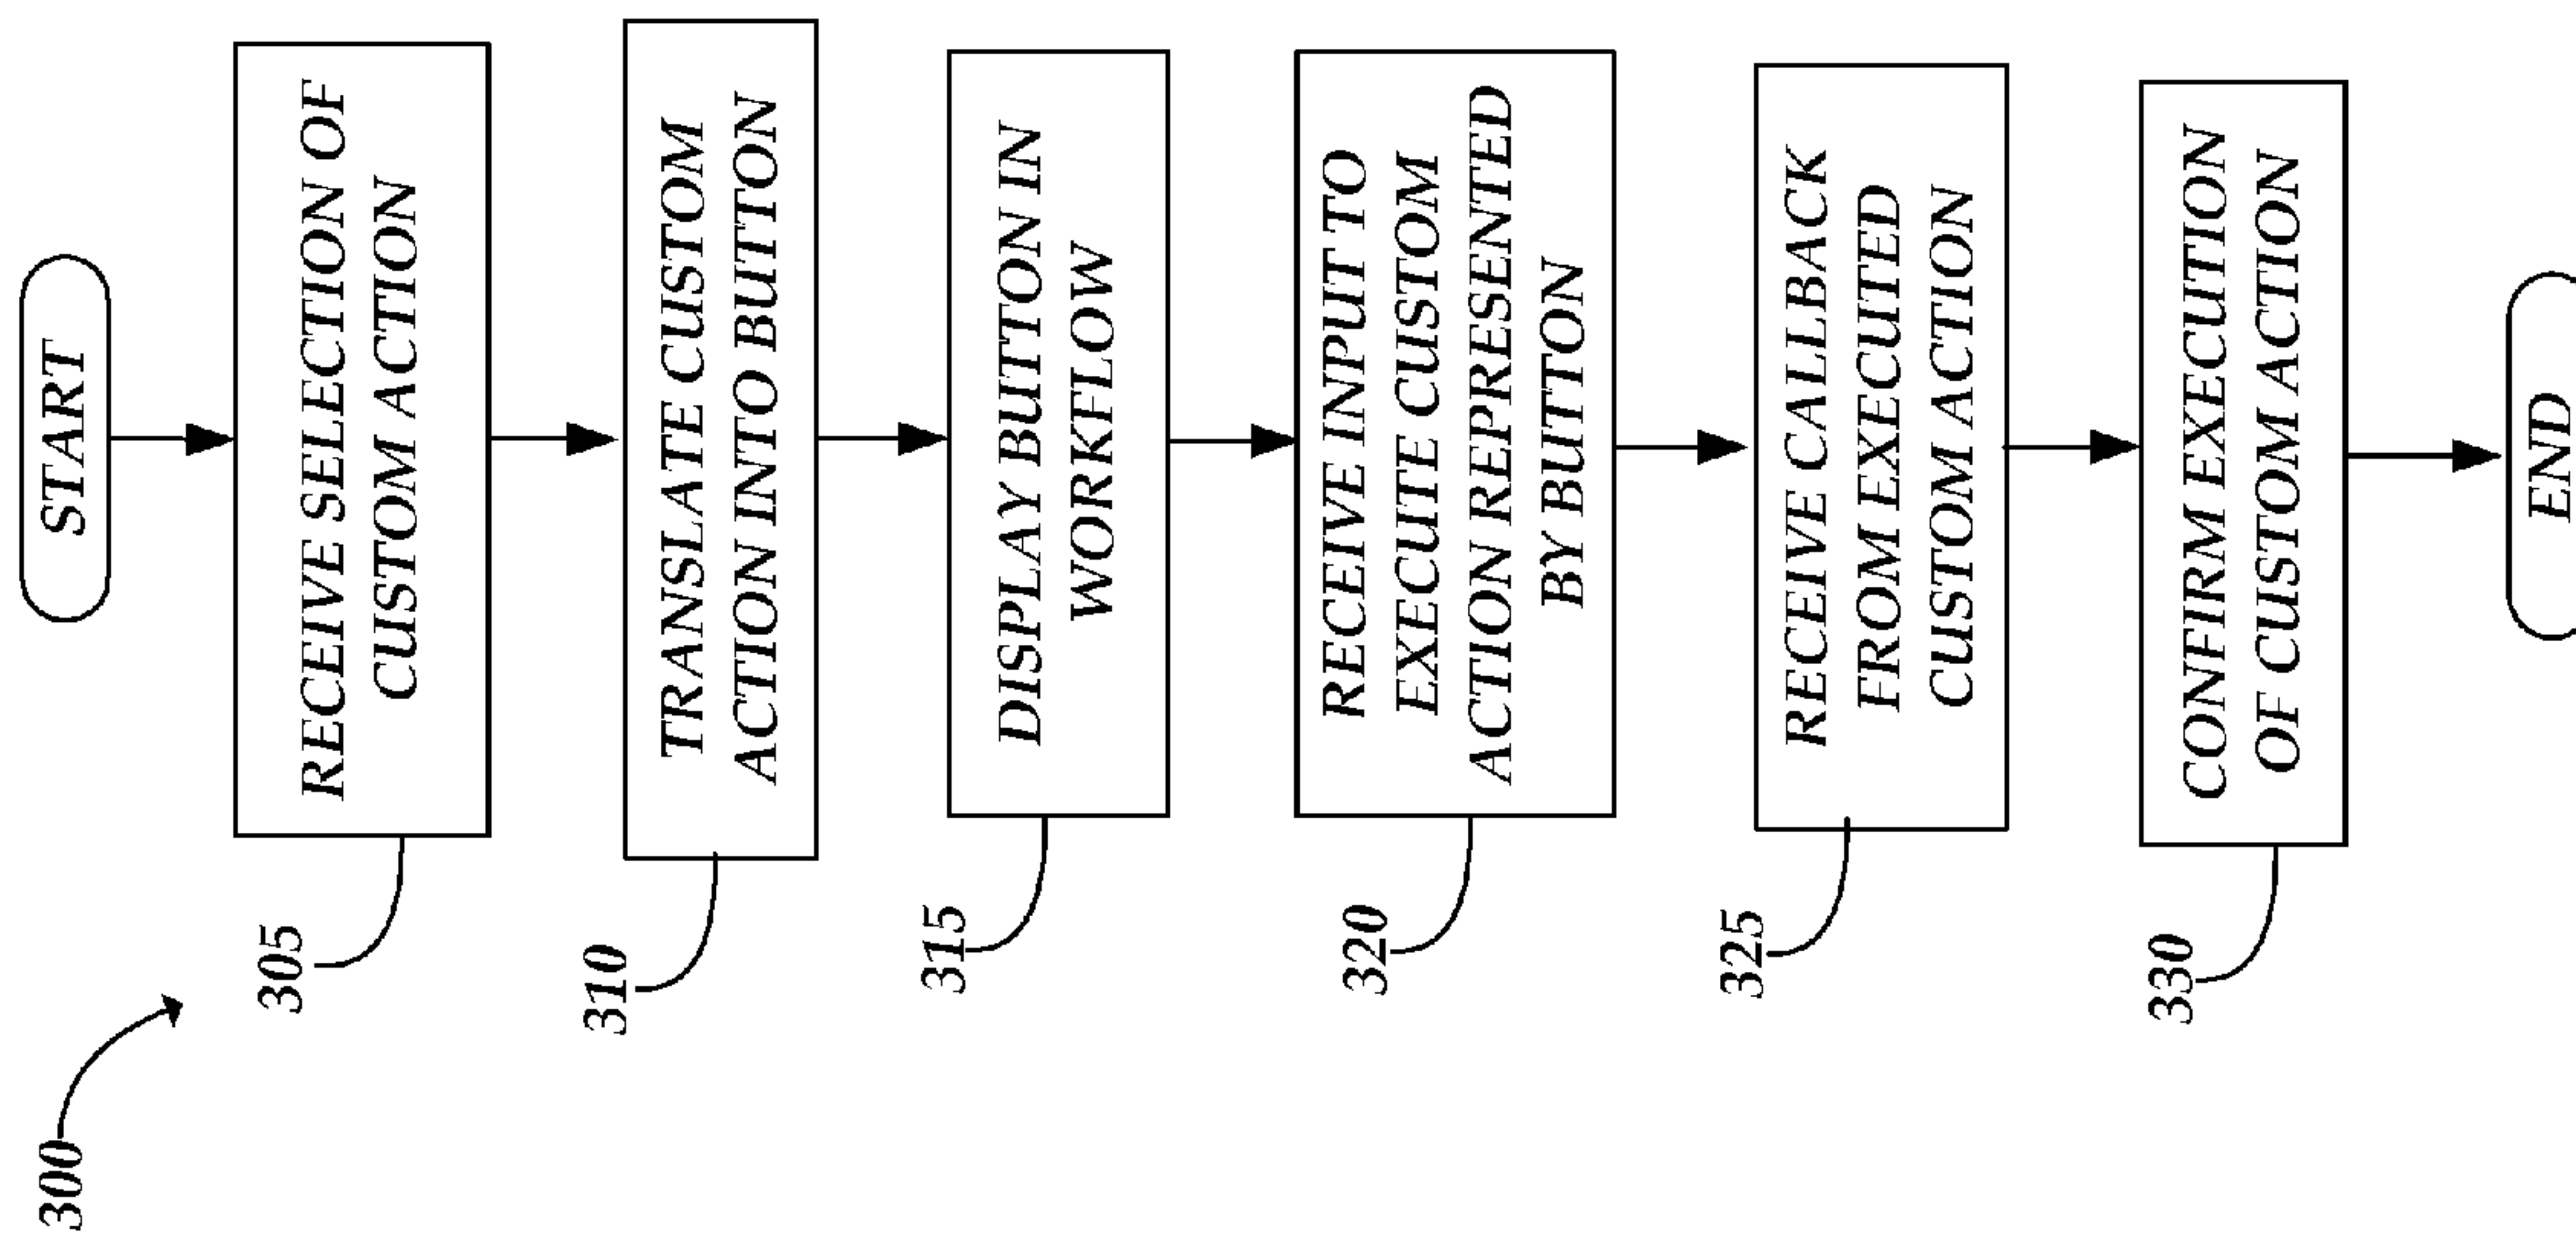 300
START
305
RECEIVE SELECTION OF
CUSTOM ACTION
310
TRANSLATE CUSTOM
ACTION INTO BUTTON
315
DISPLAY BUTTON IN
WORKFLOW
320
RECEIVE INPUT TO
EXECUTE CUSTOM
ACTION REPRESENTED
BY BUTTON
325
RECEIVE CALLBACK
FROM EXECUTED
CUSTOM ACTION
330
CONFIRM EXECUTION
OF CUSTOM ACTION
END